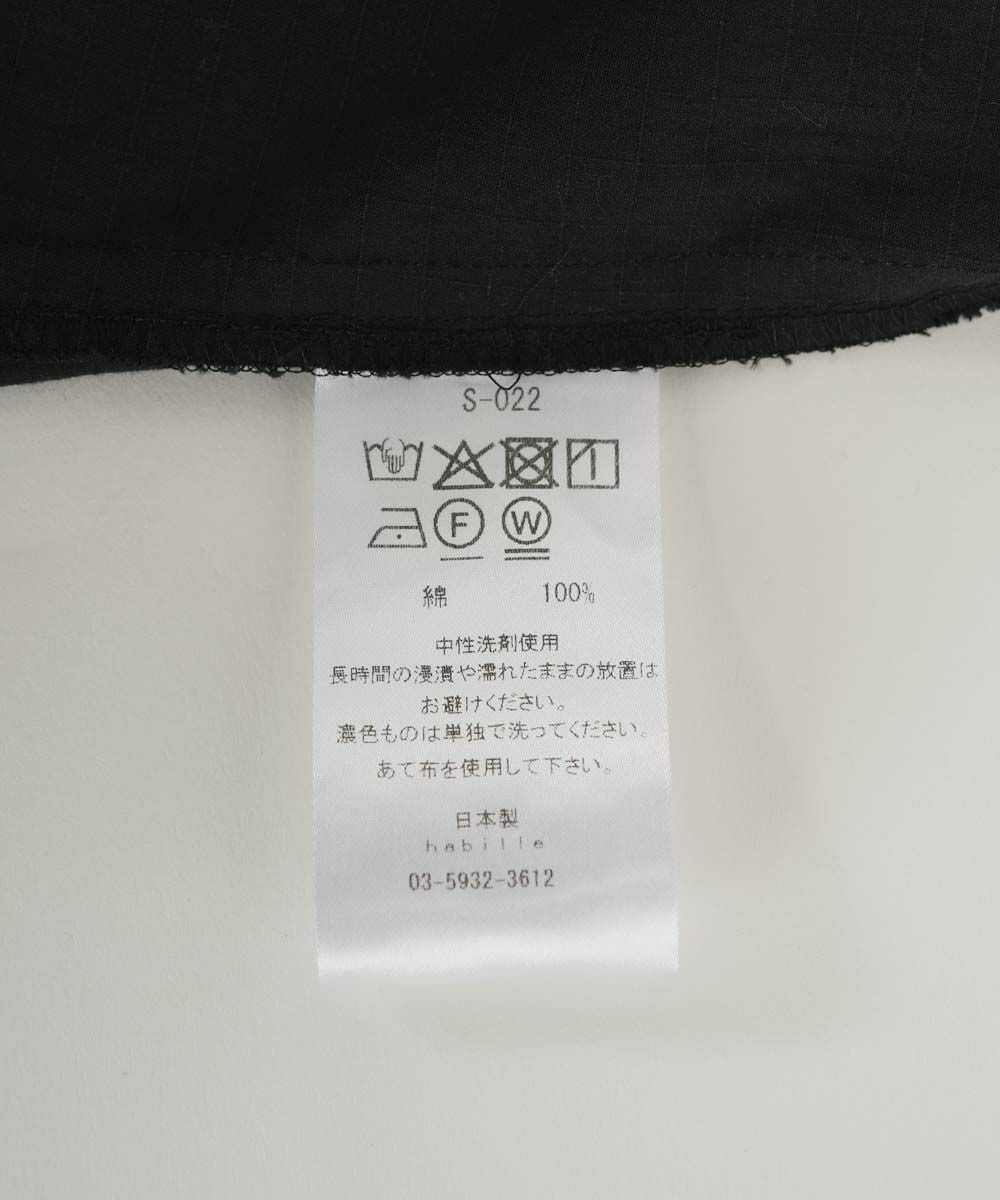 S-022
F W
綿 100%
中性洗剤使用
長時間の浸漬や濡れたままの放置は
お避けください。
濃色ものは単独で洗ってください。
あて布を使用して下さい。
日本製
habille
03-5932-3612